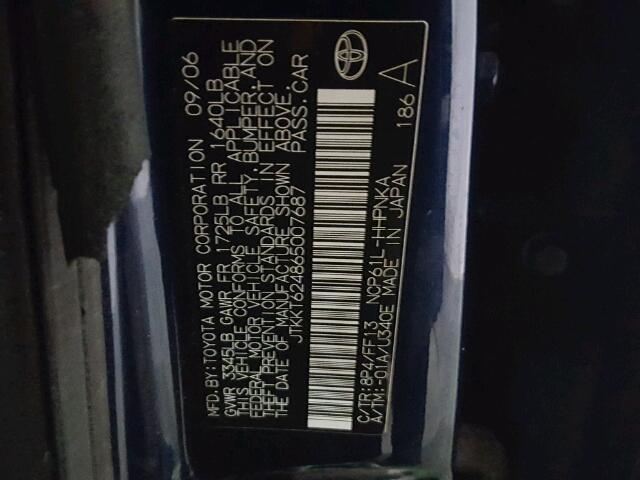 MFD.BY:TOYOTA MOTOR CORPORATION 09/06
GVWR 3345LB GAWR FR 1725LB RR 1640LB
THIS VEHICLE CONFORMS TO ALL APPLICABLE
FEDERAL MOTOR VEHICLE SAFETY, BUMPER, AND
THEFT PREVENTION STANDARDS IN EFFECT ON
THE DATE OF MANUFACTURE SHOWN ABOVE.
JTKKT624865007687 PASS.CAR
C/TR:8P4/FF13 NCP61L-HHPNKA
A/TM:-01A/U340E MADE IN JAPAN 186 A